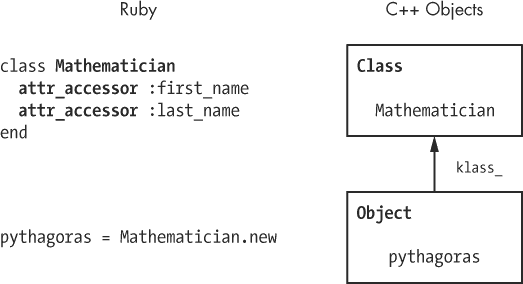 Ruby
class Mathematician
  attr_accessor :first_name
  attr_accessor :last_name
end
pythagoras = Mathematician.new
C++ Objects
Class
Mathematician
klass_
Object
pythagoras